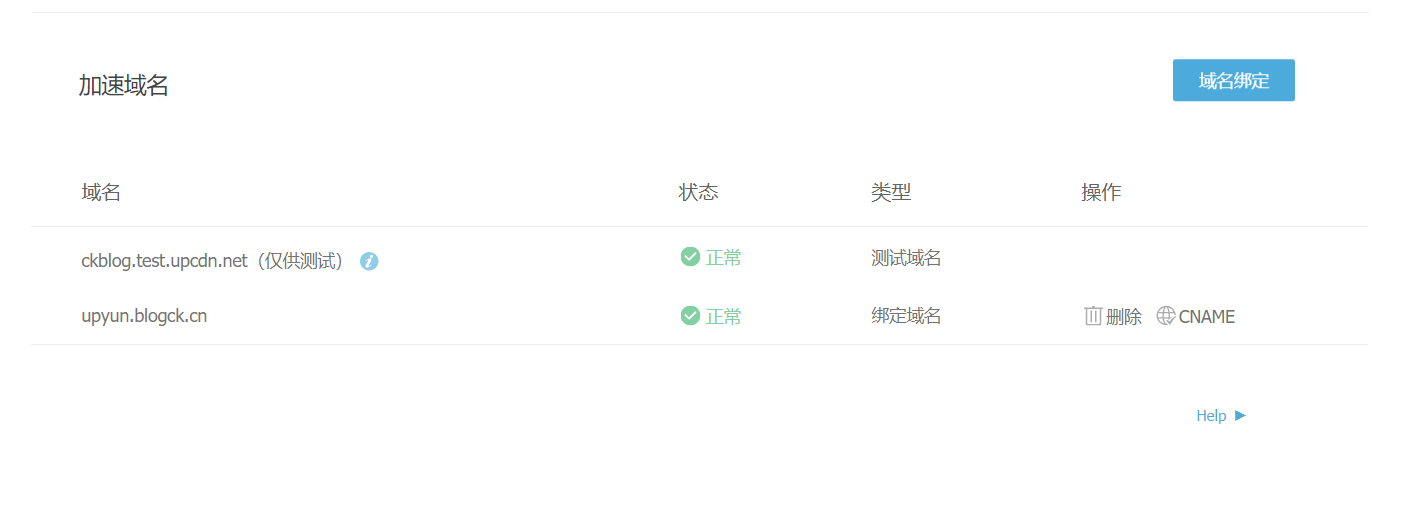 加速域名 域名绑定
域名 状态 类型 操作
ckblog.test.upcdn.net（仅供测试） 正常 测试域名
upyun.blogck.cn 正常 绑定域名 删除 CNAME
Help